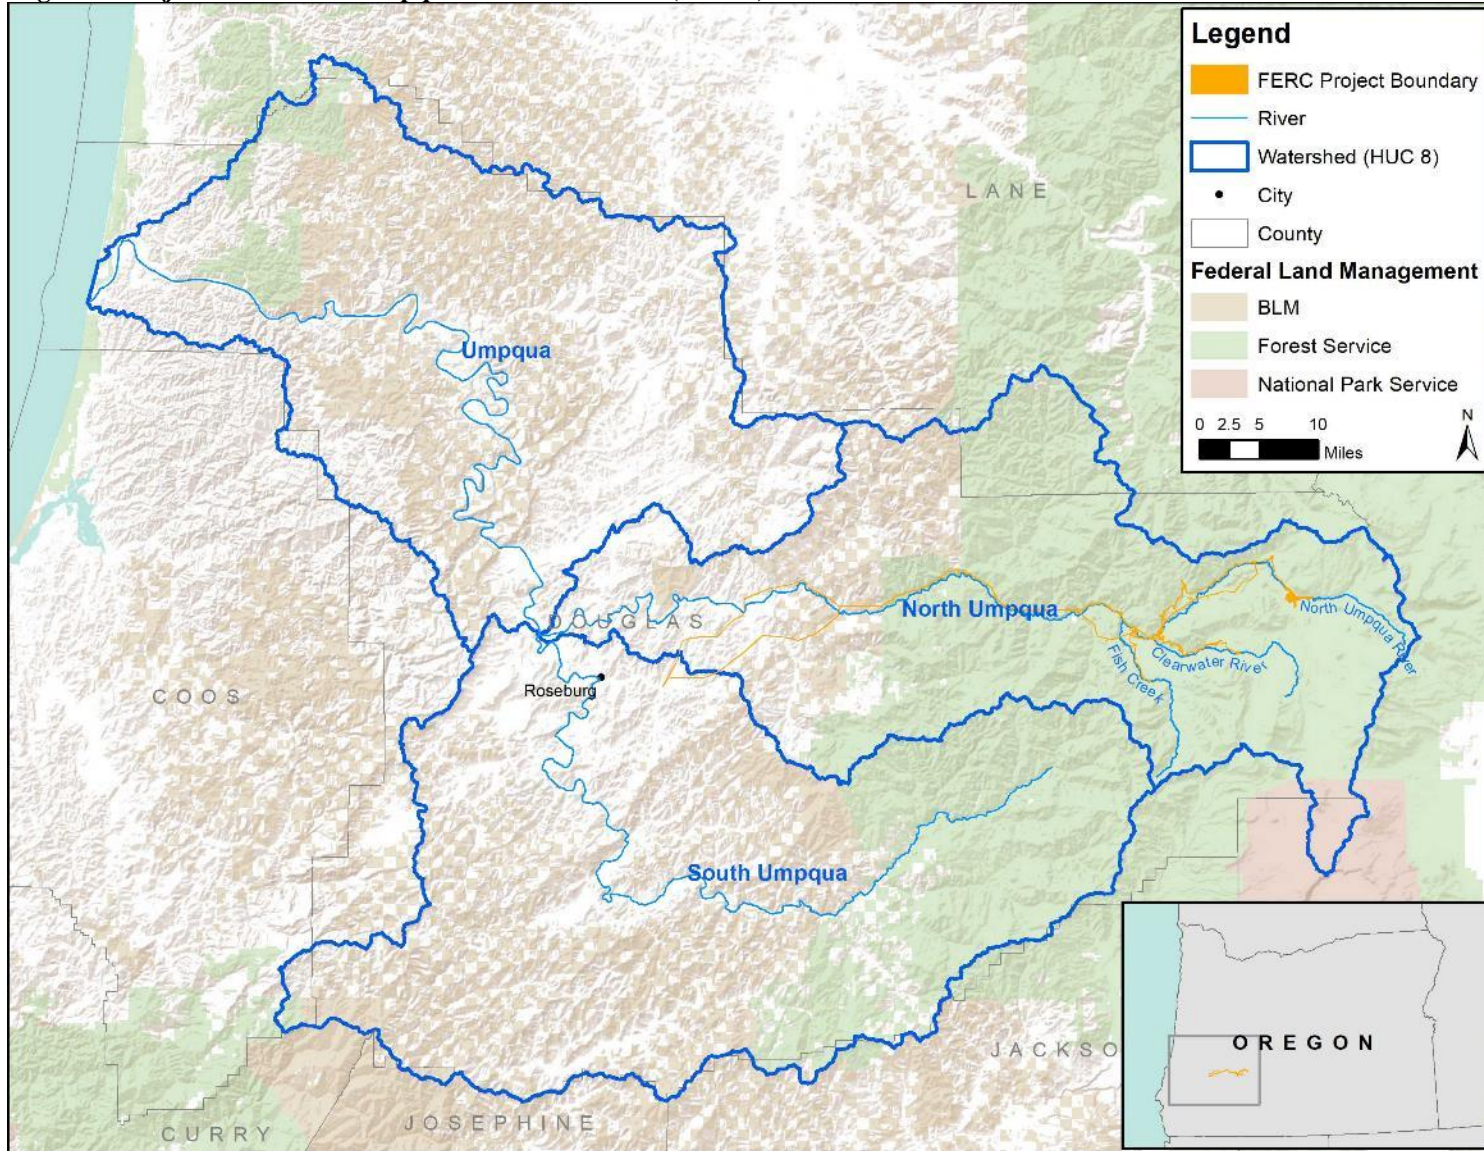 Legend
FERC Project Boundary
River
Watershed (HUC 8)
City
County
Federal Land Management
BLM
Forest Service
National Park Service
0 2.5 5 10
Miles
N
LANE
Umpqua
DOUGLAS
North Umpqua
North Umpqua River
Clearwater River
Fish Creek
Roseburg
COOS
South Umpqua
JACKSO
JOSEPHINE
CURRY
OREGON